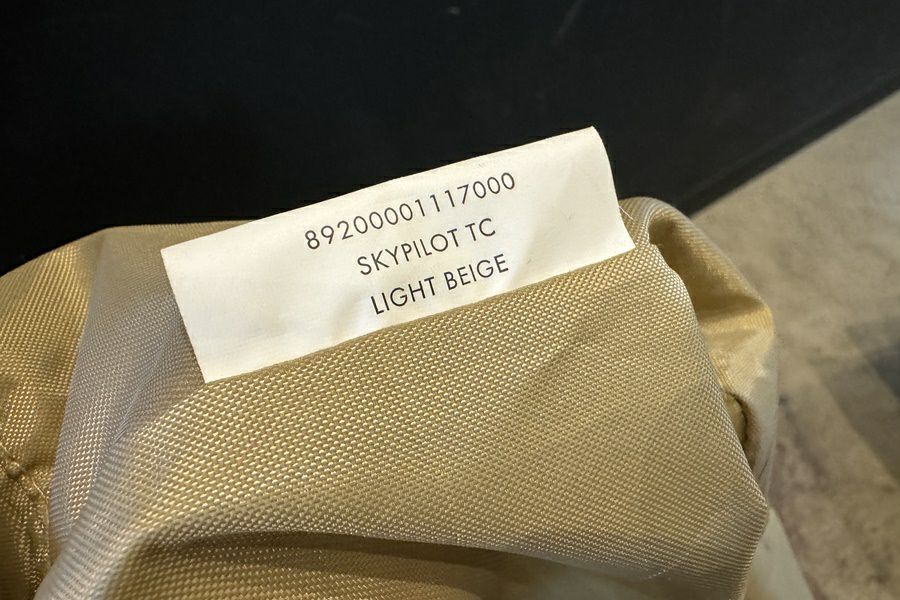 89200001117000
SKYPILOT TC
LIGHT BEIGE